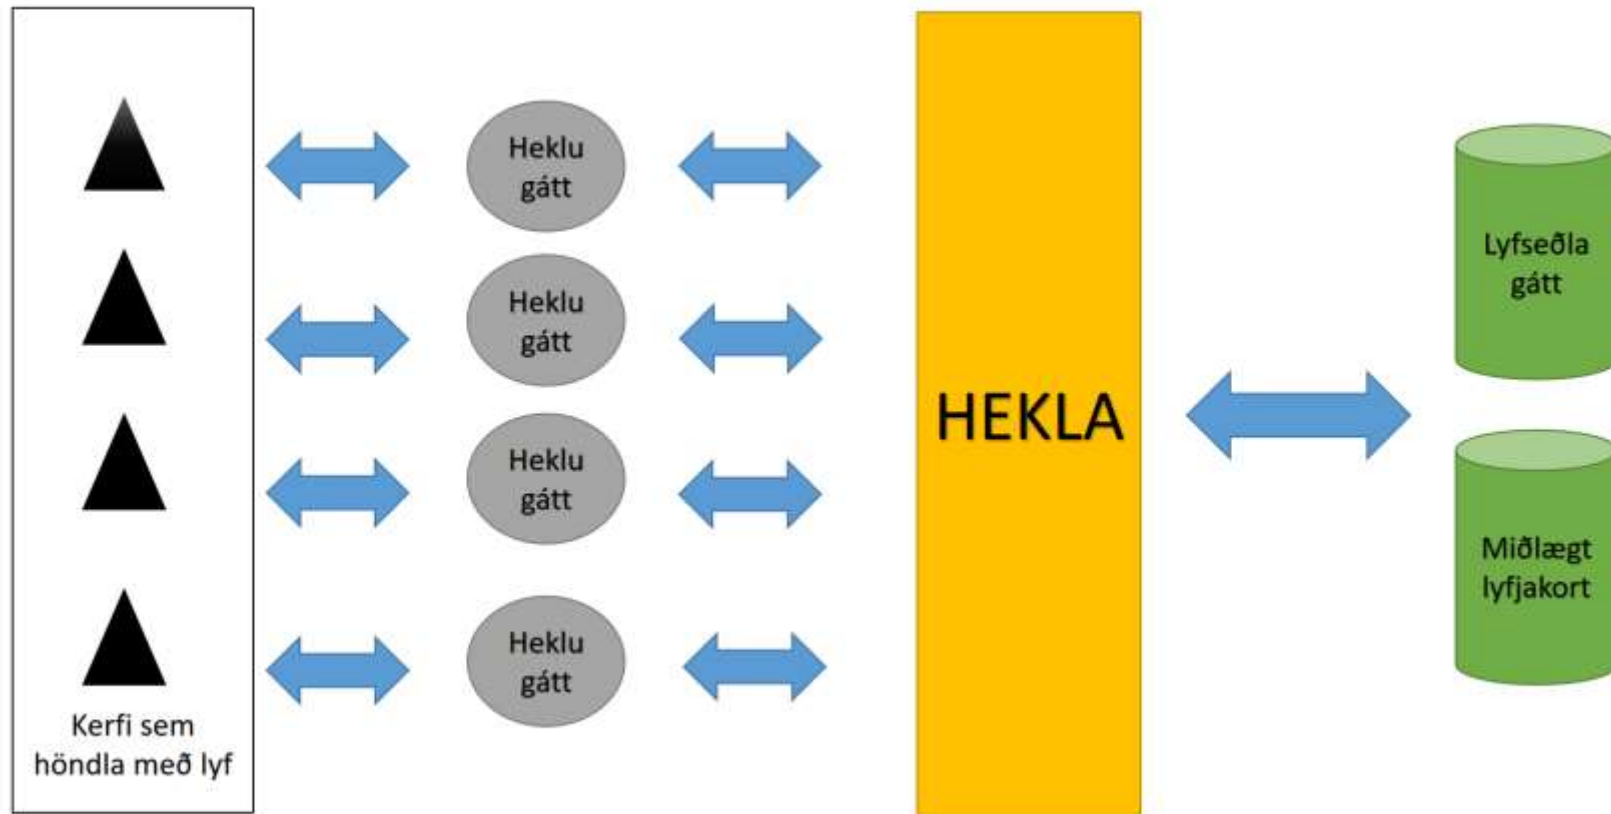 Kerfi sem
höndla með lyf
Heklu
gátt
Heklu
gátt
Heklu
gátt
Heklu
gátt
HEKLA
Lyfseðla
gátt
Miðlægt
lyfjakort